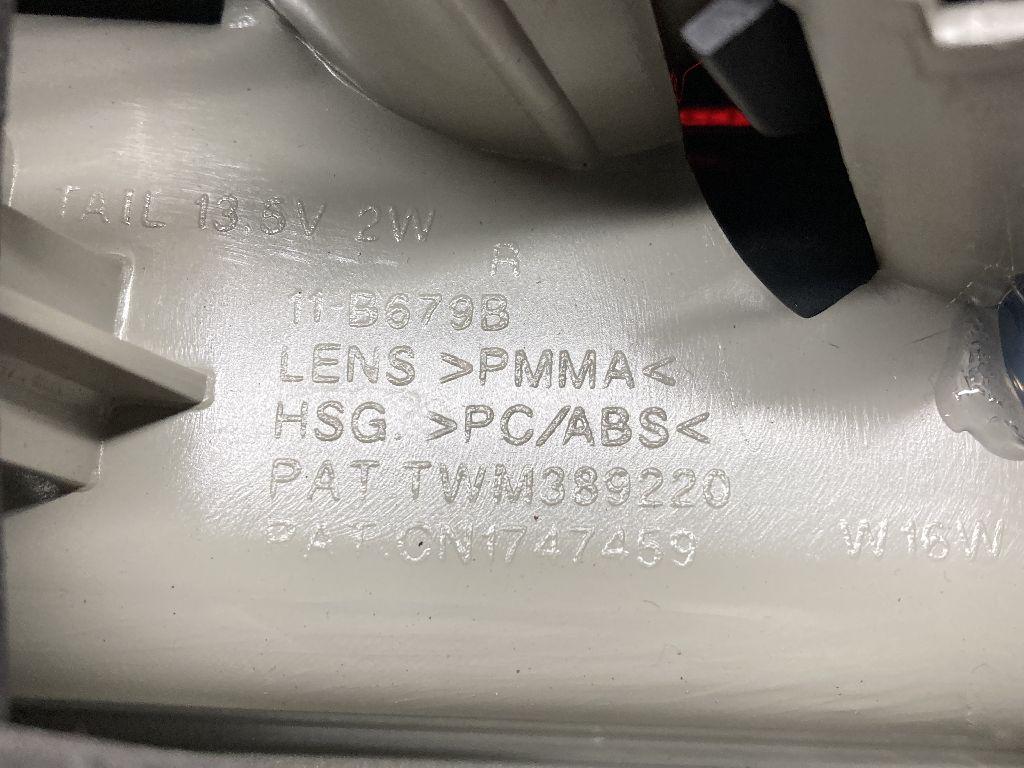 TAIL 13.5V 2W
R
11-B679B
LENS >PMMA<
HSG. >PC/ABS<
PAT.TWM389220
PAT.CN1747459
W16W